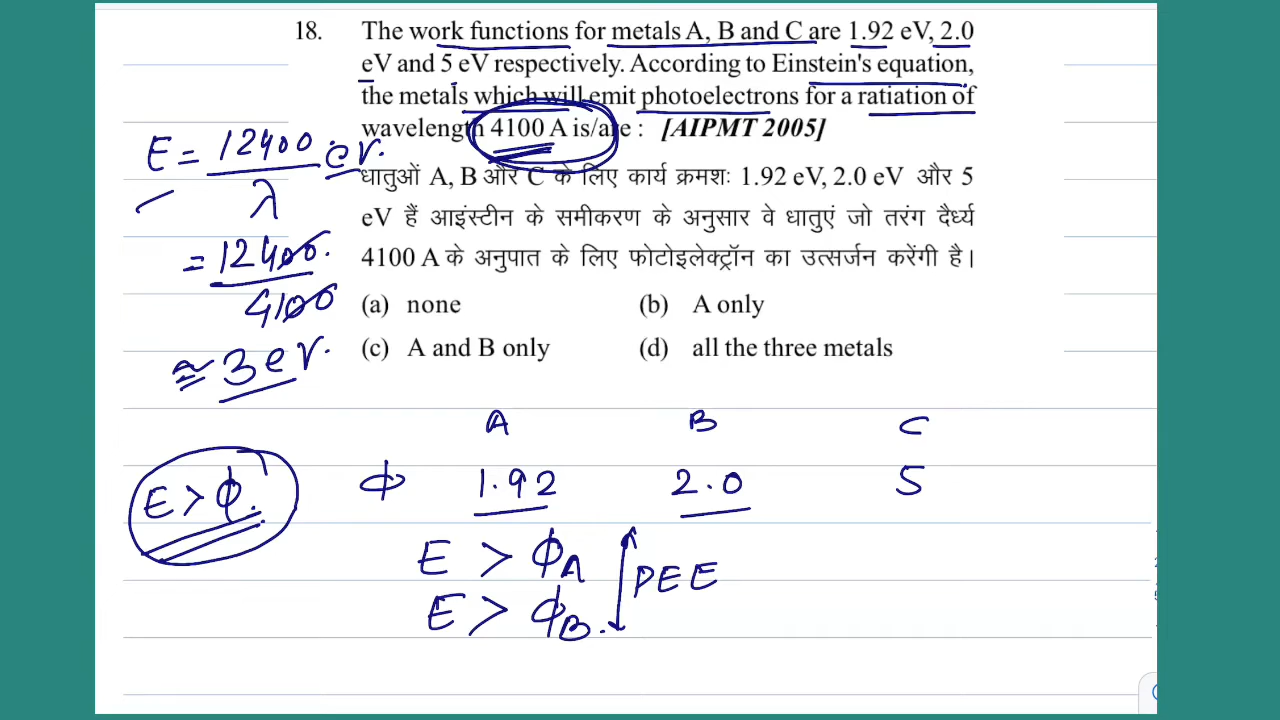 18. The work functions for metals A, B and C are 1.92 eV, 2.0
eV and 5 eV respectively. According to Einstein's equation,
the metals which will emit photoelectrons for a ratiation of
wavelength 4100 A is/are : [AIPMT 2005]
धातुओं A, B और C के लिए कार्य क्रमशः 1.92 eV, 2.0 eV और 5
eV हैं आइंस्टीन के समीकरण के अनुसार वे धातुएं जो तरंग दैर्ध्य
4100 A के अनुपात के लिए फोटोइलेक्ट्रॉन का उत्सर्जन करेंगी है।
(a) none (b) A only
(c) A and B only (d) all the three metals
E = 12400 / λ eV.
= 12400. / 4100
≅ 3 eV.
A B C
E > ϕ. ϕ 1.92 2.0 5
E > ϕA
E > ϕB. PEE